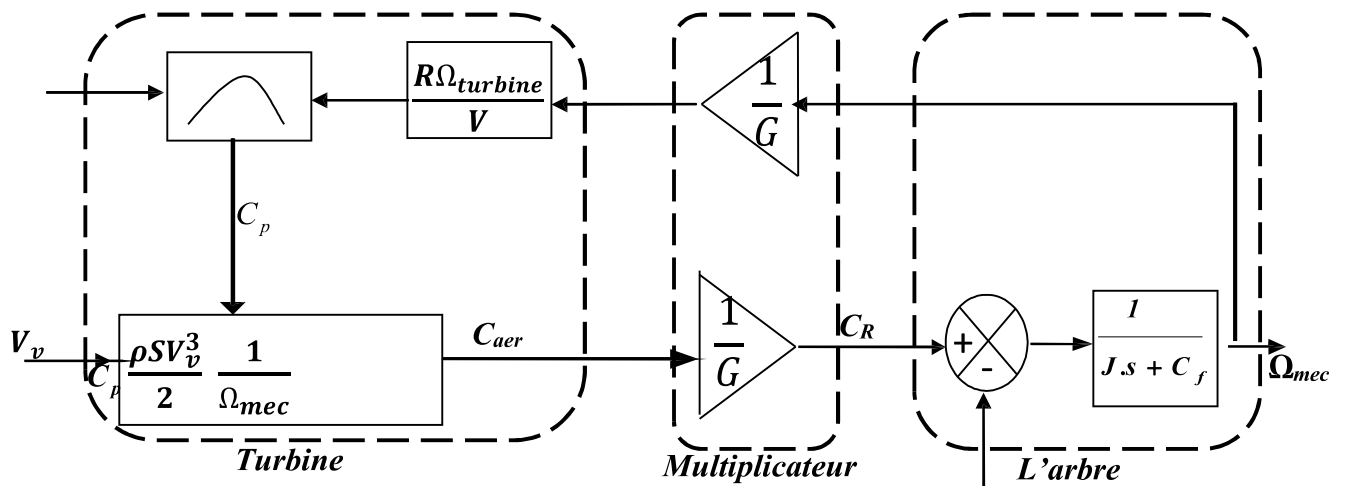 RΩturbine
V
1
G
Cp
Vv
Cp
ρSVv³
2
1
Ωmec
Caer
1
G
CR
+
-
1
J.s + Cf
Ωmec
Turbine
Multiplicateur
L'arbre